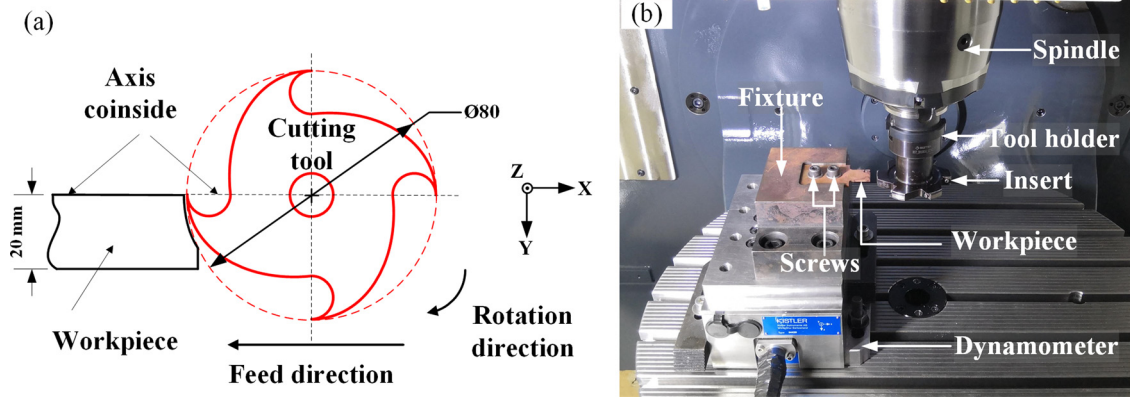 (a)
Axis
coinside
Ø80
Cutting
tool
Z
X
Y
20 mm
Workpiece
Rotation
direction
Feed direction
(b)
Spindle
Fixture
Tool holder
Insert
Workpiece
Screws
KISTLER
Dynamometer